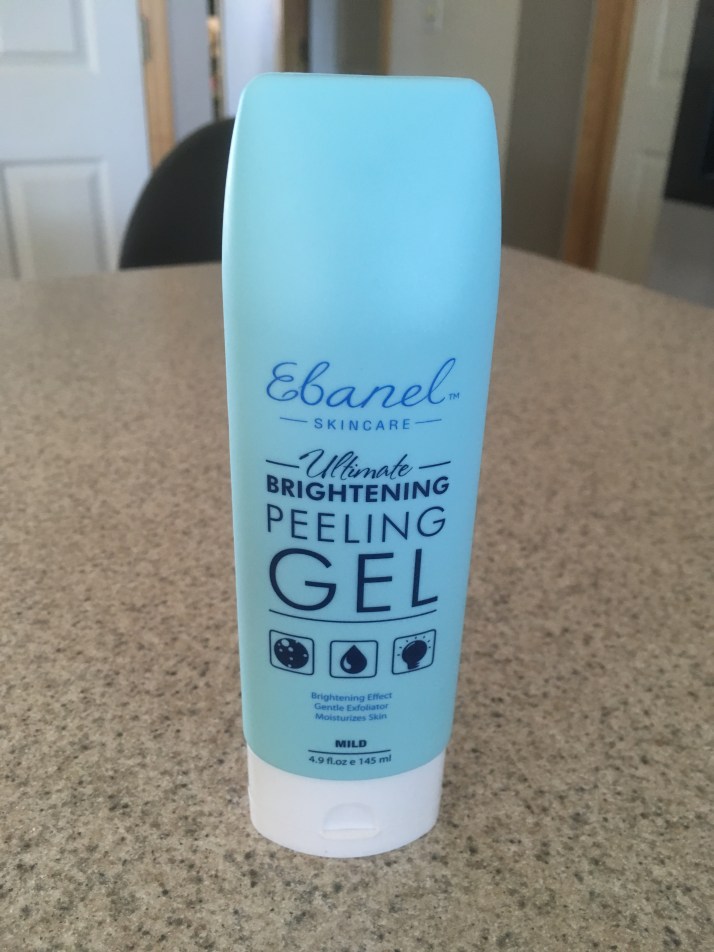 Ebanel™
SKINCARE
Ultimate
BRIGHTENING
PEELING
GEL
Brightening Effect
Gentle Exfoliator
Moisturizes Skin
MILD
4.9 fl.oz e 145 ml